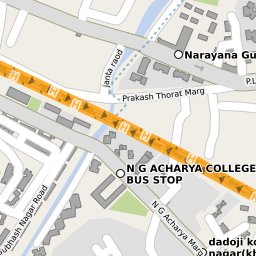 janta raod
Narayana Gu
P.L
Prakash Thorat Marg
N G ACHARYA COLLEGE
BUS STOP
Subhash Nagar Road
N G Acharya Marg
dadoji ko
nagar(kh